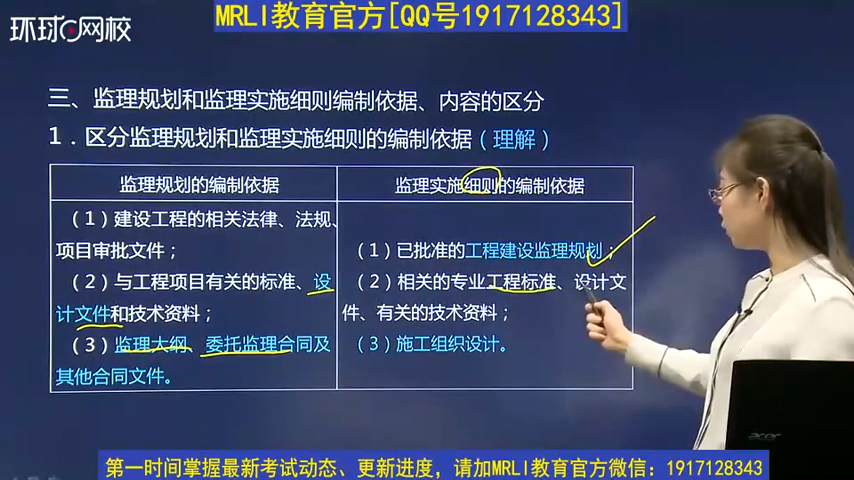 MRLI教育官方[QQ号1917128343]
环球网校
三、监理规划和监理实施细则编制依据、内容的区分
1．区分监理规划和监理实施细则的编制依据（理解）
监理规划的编制依据
（1）建设工程的相关法律、法规、
项目审批文件；
（2）与工程项目有关的标准、设
计文件和技术资料；
（3）监理大纲、委托监理合同及
其他合同文件。
监理实施细则的编制依据
（1）已批准的工程建设监理规划；
（2）相关的专业工程标准、设计文
件、有关的技术资料；
（3）施工组织设计。
acer
第一时间掌握最新考试动态、更新进度，请加MRLI教育官方微信：1917128343